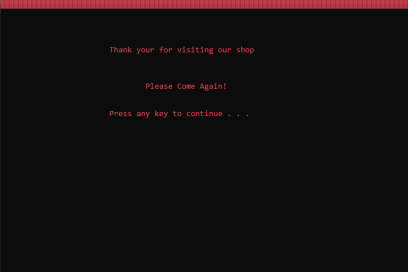 Thank your for visiting our shop
Please Come Again!
Press any key to continue . . .